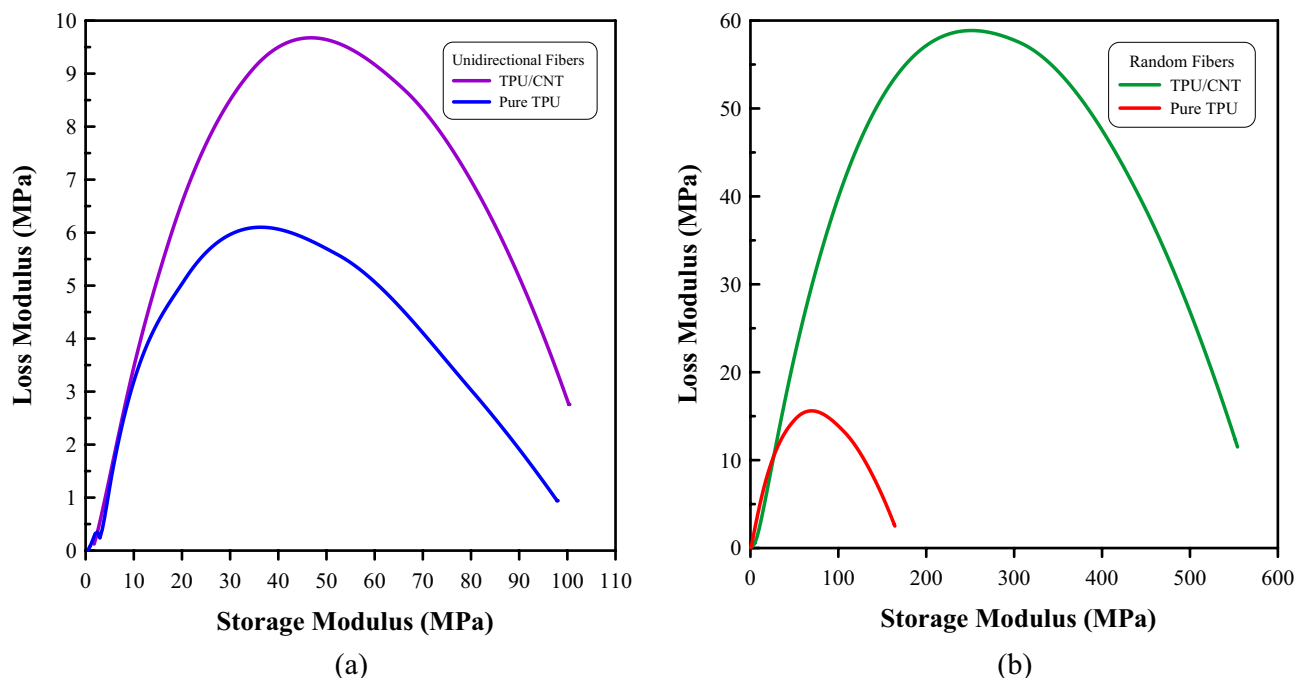 10
9
8
7
6
5
4
3
2
1
0
Loss Modulus (MPa)
Unidirectional Fibers
TPU/CNT
Pure TPU
0 10 20 30 40 50 60 70 80 90 100 110
Storage Modulus (MPa)
(a)
60
50
40
30
20
10
0
Loss Modulus (MPa)
Random Fibers
TPU/CNT
Pure TPU
0 100 200 300 400 500 600
Storage Modulus (MPa)
(b)